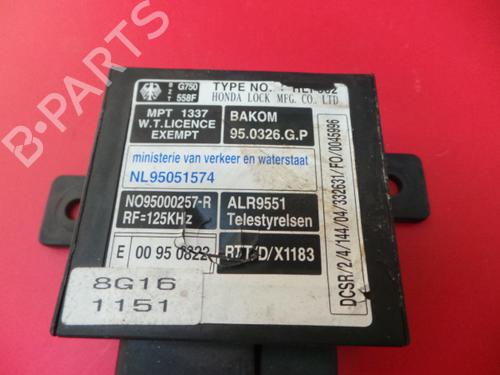 B
Z
T
G750
558F
TYPE NO. :
HONDA LOCK MFG. CO. LTD
MPT 1337
W.T.LICENCE
EXEMPT
BAKOM
95.0326.G.P
ministerie van verkeer en waterstaat
NL95051574
NO95000257-R
RF=125KHz
ALR9551
Telestyrelsen
E 00 95 0822
RTT/D/X1183
DCSR/2/4/144/04/332631/FO/0045996
8G16
1151
B-PARTS